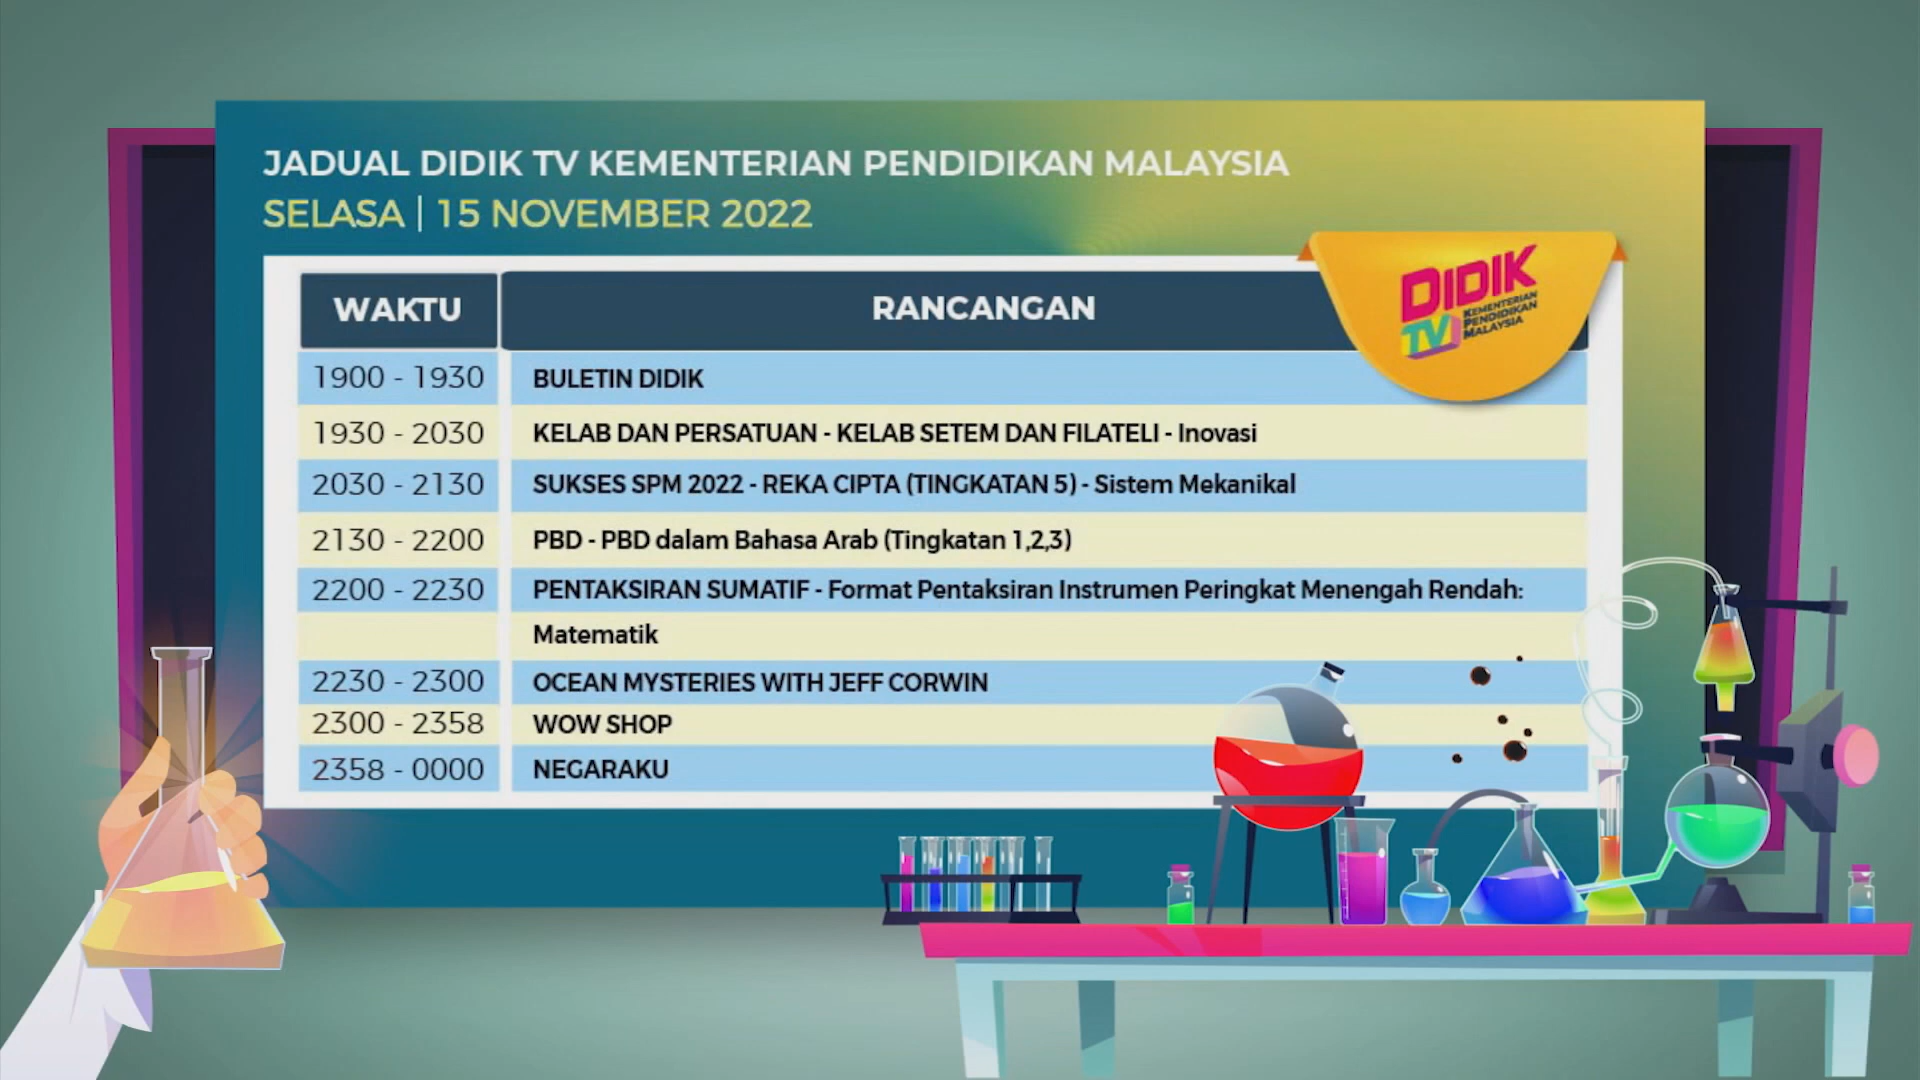 JADUAL DIDIK TV KEMENTERIAN PENDIDIKAN MALAYSIA
SELASA | 15 NOVEMBER 2022
DIDIK
TV KEMENTERIAN
PENDIDIKAN
MALAYSIA
WAKTU RANCANGAN
1900 - 1930 BULETIN DIDIK
1930 - 2030 KELAB DAN PERSATUAN - KELAB SETEM DAN FILATELI - Inovasi
2030 - 2130 SUKSES SPM 2022 - REKA CIPTA (TINGKATAN 5) - Sistem Mekanikal
2130 - 2200 PBD - PBD dalam Bahasa Arab (Tingkatan 1,2,3)
2200 - 2230 PENTAKSIRAN SUMATIF - Format Pentaksiran Instrumen Peringkat Menengah Rendah:
Matematik
2230 - 2300 OCEAN MYSTERIES WITH JEFF CORWIN
2300 - 2358 WOW SHOP
2358 - 0000 NEGARAKU